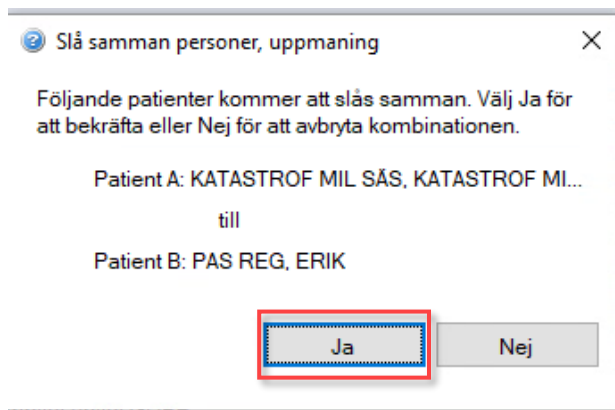 Slå samman personer, uppmaning
Följande patienter kommer att slås samman. Välj Ja för
att bekräfta eller Nej för att avbryta kombinationen.
Patient A: KATASTROF MIL SÄS, KATASTROF MI...
till
Patient B: PAS REG, ERIK
Ja Nej